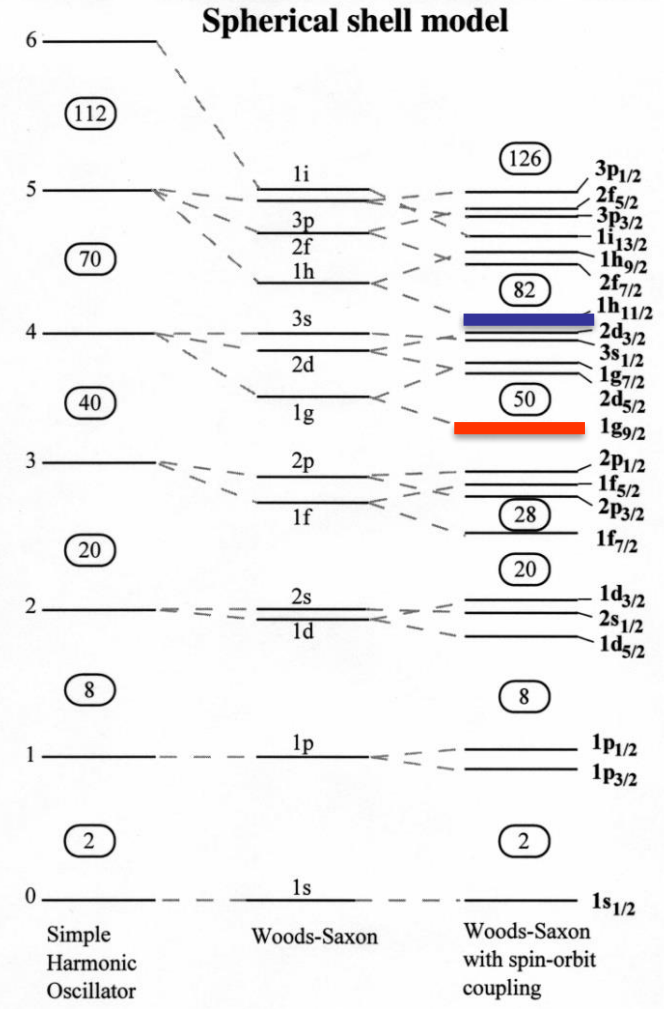 Spherical shell model
6
112
126
3p1/2
1i
2f5/2
5
3p3/2
3p
1i13/2
2f
1h9/2
70
1h
2f7/2
82
1h11/2
3s
4
2d3/2
2d
3s1/2
1g7/2
40
1g
50
2d5/2
1g9/2
3
2p
2p1/2
1f5/2
1f
28
2p3/2
1f7/2
20
20
2s
1d3/2
2
2s1/2
1d
1d5/2
8
8
1p
1p1/2
1
1p3/2
2
2
1s
0
1s1/2
Simple
Harmonic
Oscillator
Woods-Saxon
Woods-Saxon
with spin-orbit
coupling